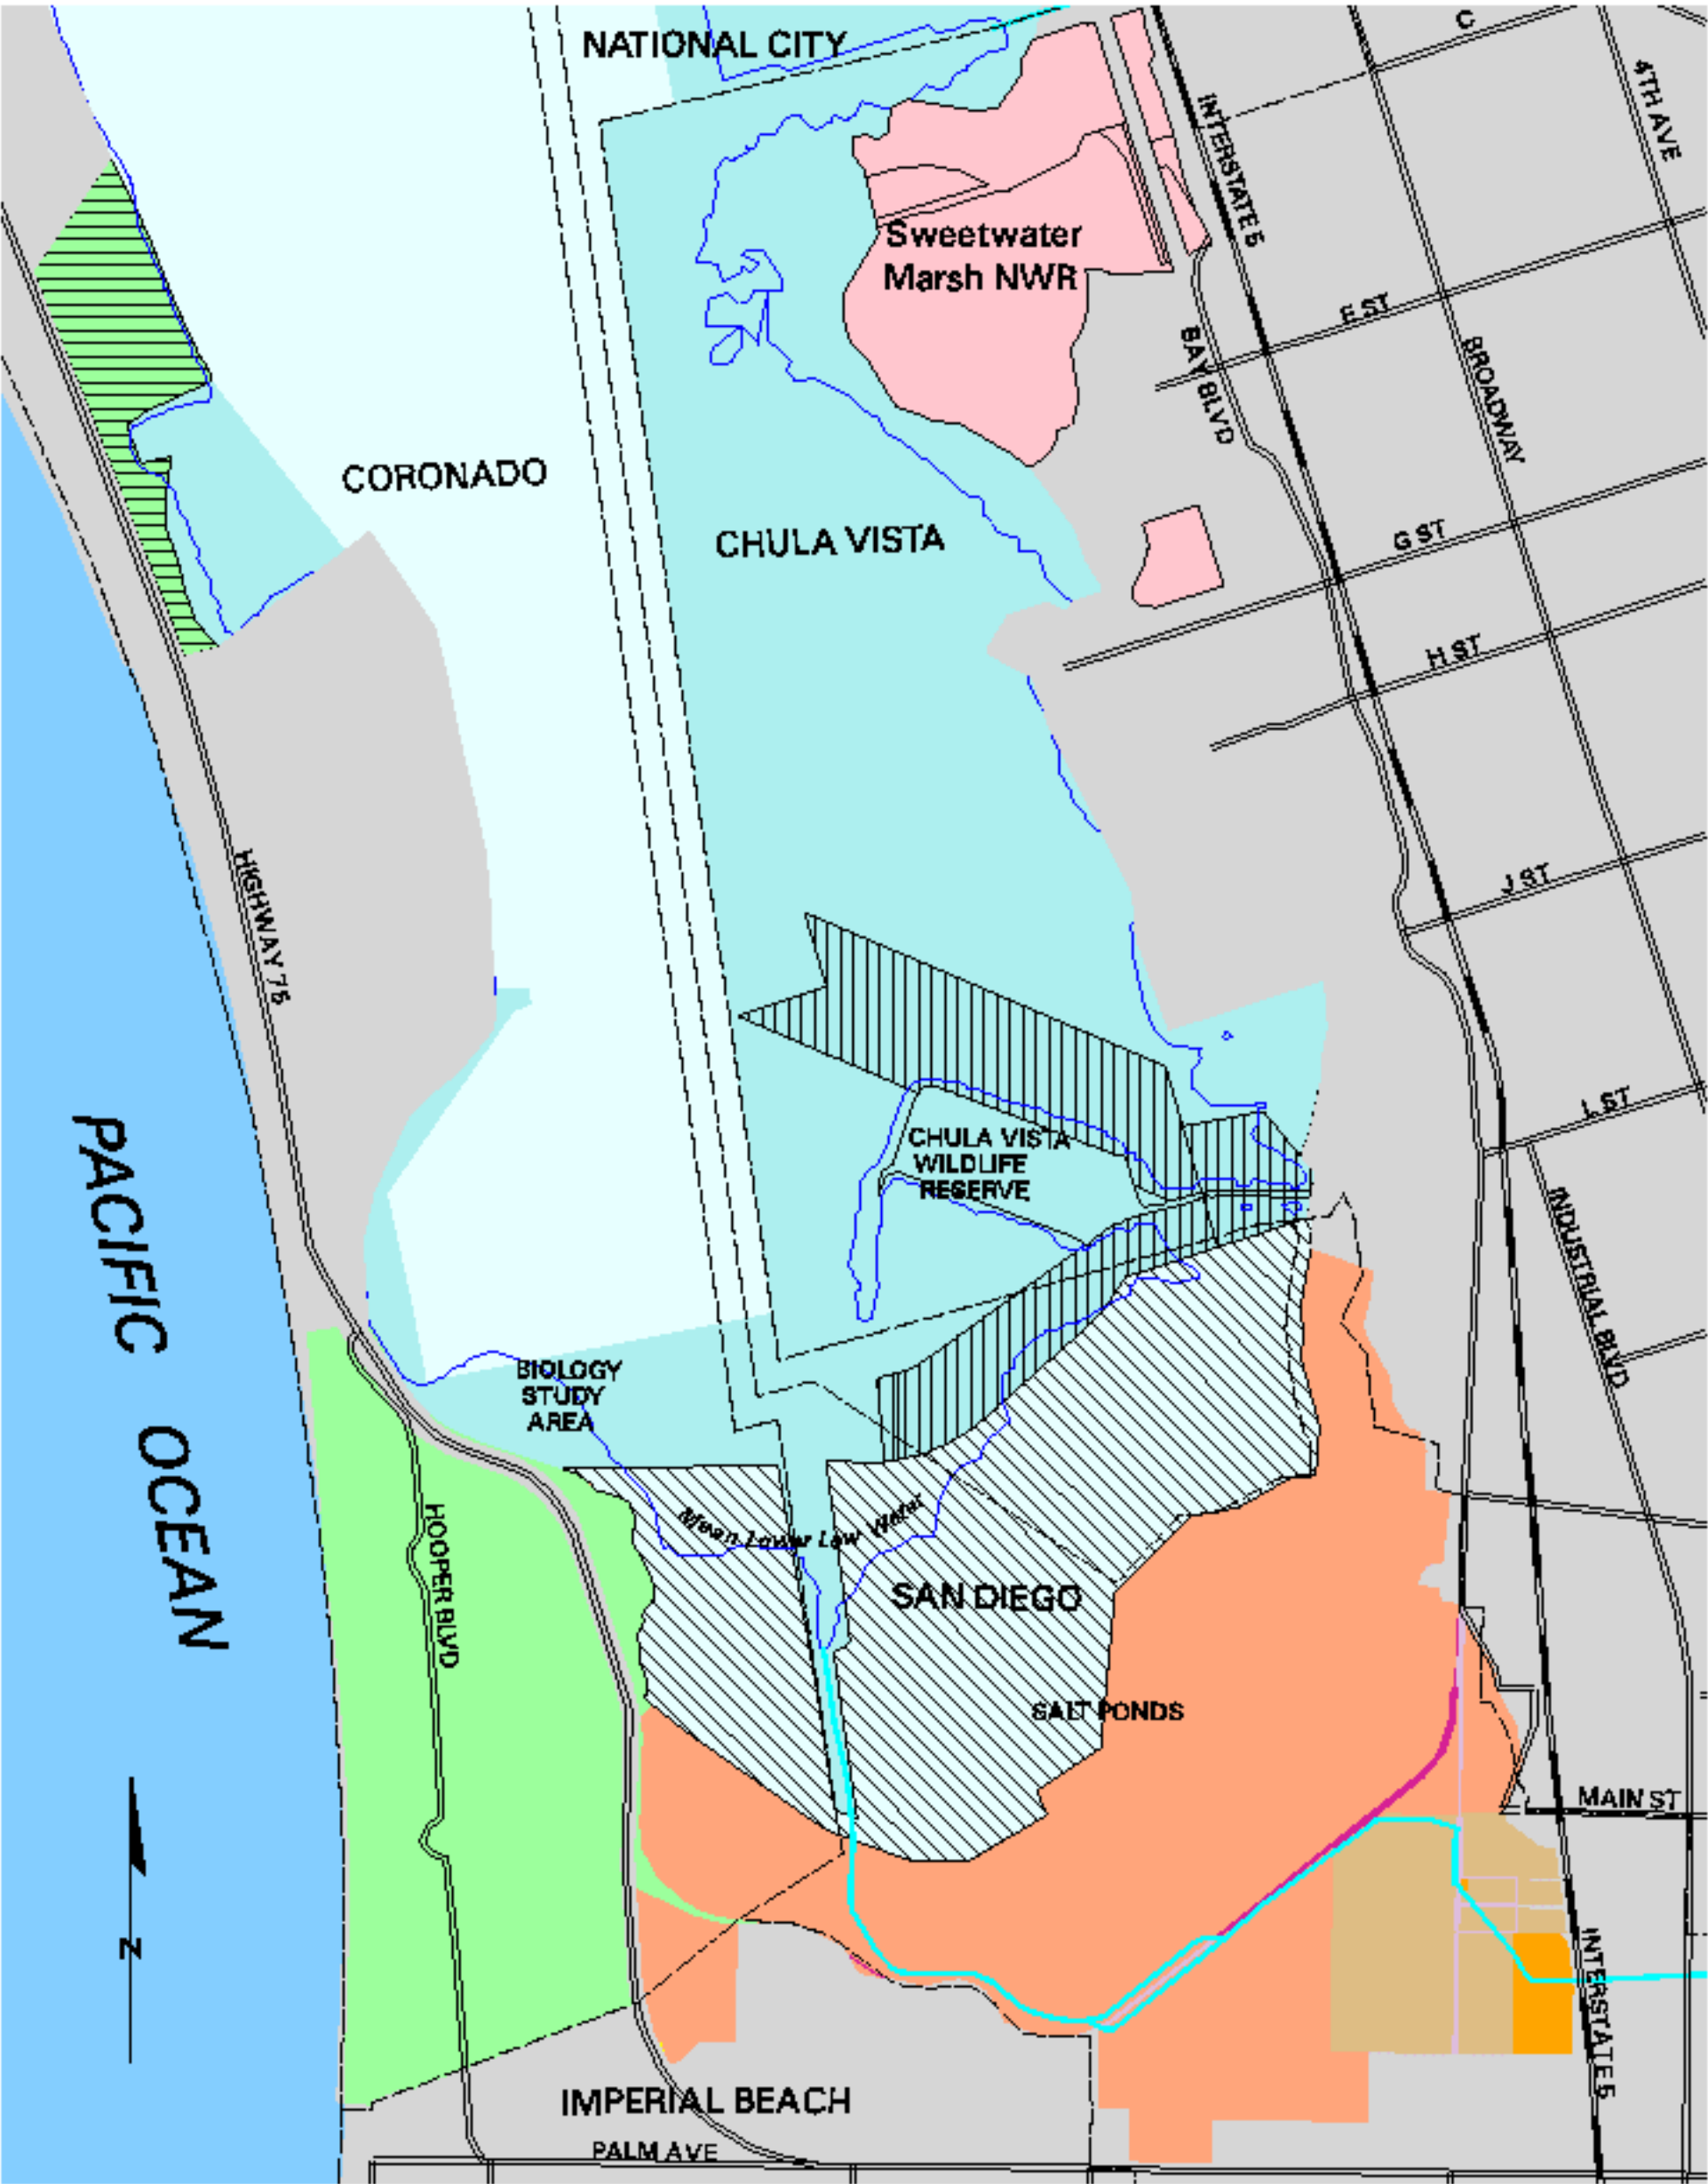 NATIONAL CITY
C
4TH AVE
INTERSTATE 5
Sweetwater
Marsh NWR
E ST
BAY BLVD
BROADWAY
CORONADO
CHULA VISTA
G ST
H ST
HIGHWAY 75
J ST
L ST
CHULA VISTA
WILDLIFE
RESERVE
INDUSTRIAL BLVD
PACIFIC OCEAN
BIOLOGY
STUDY
AREA
HOOPER BLVD
Mean Lower Low Water
SAN DIEGO
SALT PONDS
MAIN ST
N
INTERSTATE 5
IMPERIAL BEACH
PALM AVE